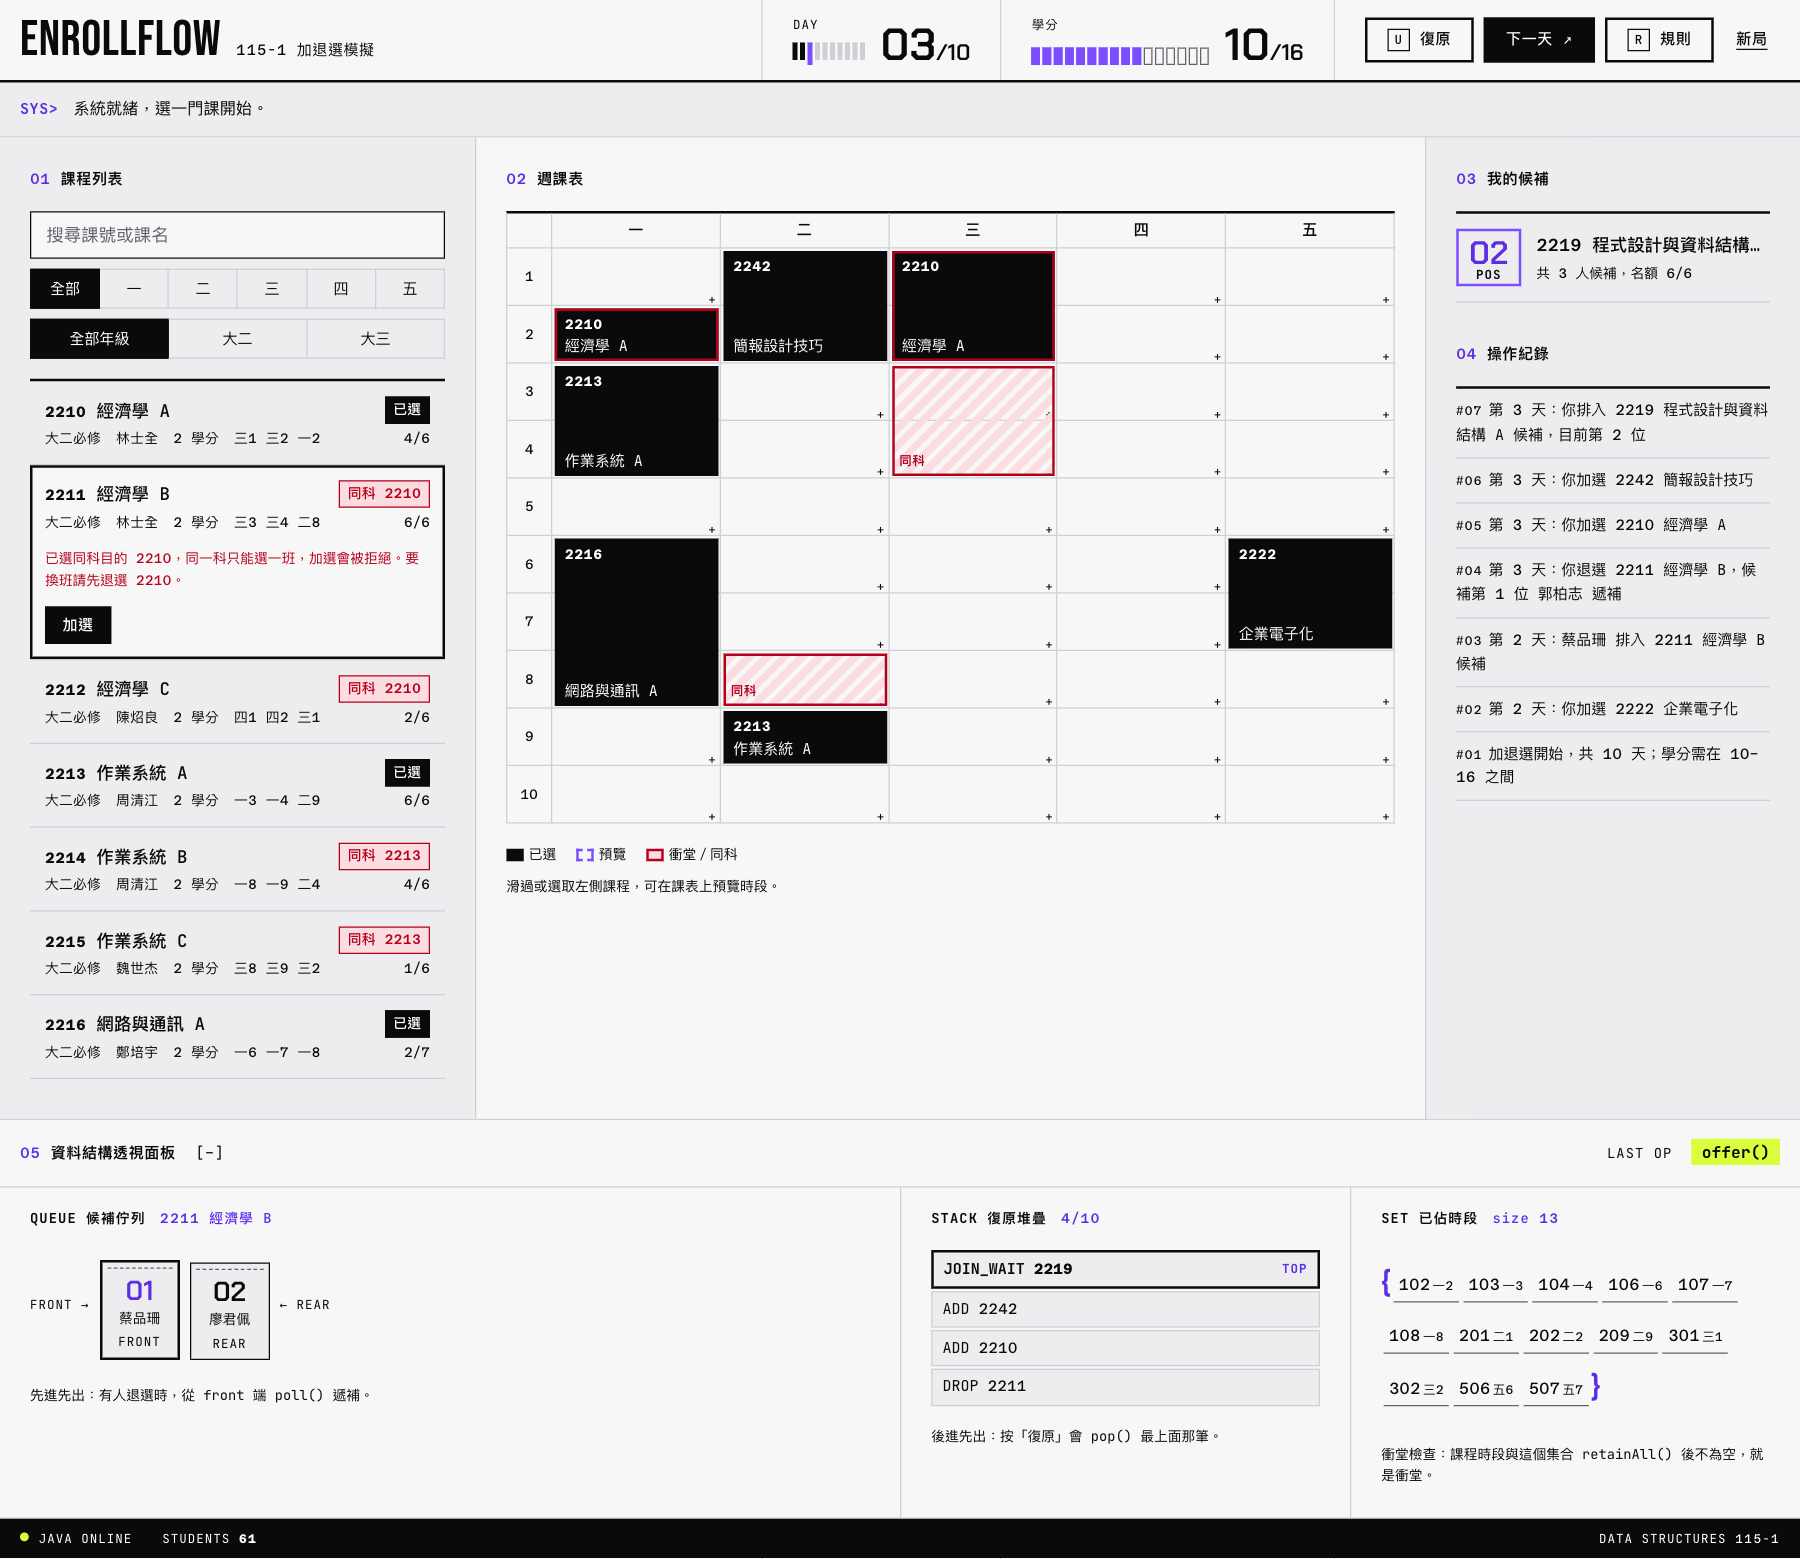 ENROLLFLOW 115-1 加退選模擬
DAY
03/10
學分
10/16
U 復原
下一天 ↗
R 規則
新局
SYS> 系統就緒，選一門課開始。
01 課程列表
搜尋課號或課名
全部 一 二 三 四 五
全部年級 大二 大三
2210 經濟學 A 已選
大二必修 林士全 2 學分 三1 三2 一2 4/6
2211 經濟學 B 同科 2210
大二必修 林士全 2 學分 三3 三4 二8 6/6
已選同科目的 2210，同一科只能選一班，加選會被拒絕。要
換班請先退選 2210。
加選
2212 經濟學 C 同科 2210
大二必修 陳炤良 2 學分 四1 四2 三1 2/6
2213 作業系統 A 已選
大二必修 周清江 2 學分 一3 一4 二9 6/6
2214 作業系統 B 同科 2213
大二必修 周清江 2 學分 一8 一9 二4 4/6
2215 作業系統 C 同科 2213
大二必修 魏世杰 2 學分 三8 三9 三2 1/6
2216 網路與通訊 A 已選
大二必修 鄭培宇 2 學分 一6 一7 一8 2/7
02 週課表
一 二 三 四 五
1
2242
簡報設計技巧
2210
經濟學 A
2
2210
經濟學 A
3
2213
作業系統 A
4
同科
5
6
2216
網路與通訊 A
2222
企業電子化
7
8
同科
9
2213
作業系統 A
10
已選 預覽 衝堂 / 同科
滑過或選取左側課程，可在課表上預覽時段。
03 我的候補
02
POS
2219 程式設計與資料結構…
共 3 人候補，名額 6/6
04 操作紀錄
#07 第 3 天：你排入 2219 程式設計與資料
結構 A 候補，目前第 2 位
#06 第 3 天：你加選 2242 簡報設計技巧
#05 第 3 天：你加選 2210 經濟學 A
#04 第 3 天：你退選 2211 經濟學 B，候
補第 1 位 郭柏志 遞補
#03 第 2 天：蔡品珊 排入 2211 經濟學 B
候補
#02 第 2 天：你加選 2222 企業電子化
#01 加退選開始，共 10 天；學分需在 10–
16 之間
05 資料結構透視面板 [–]
LAST OP offer()
QUEUE 候補佇列 2211 經濟學 B
FRONT →
01
蔡品珊
FRONT
02
廖君佩
REAR
← REAR
先進先出：有人退選時，從 front 端 poll() 遞補。
STACK 復原堆疊 4/10
JOIN_WAIT 2219 TOP
ADD 2242
ADD 2210
DROP 2211
後進先出：按「復原」會 pop() 最上面那筆。
SET 已佔時段 size 13
{ 102一2 103一3 104一4 106一6 107一7
108一8 201二1 202二2 209二9 301三1
302三2 506五6 507五7 }
衝堂檢查：課程時段與這個集合 retainAll() 後不為空，就
是衝堂。
JAVA ONLINE STUDENTS 61
DATA STRUCTURES 115-1